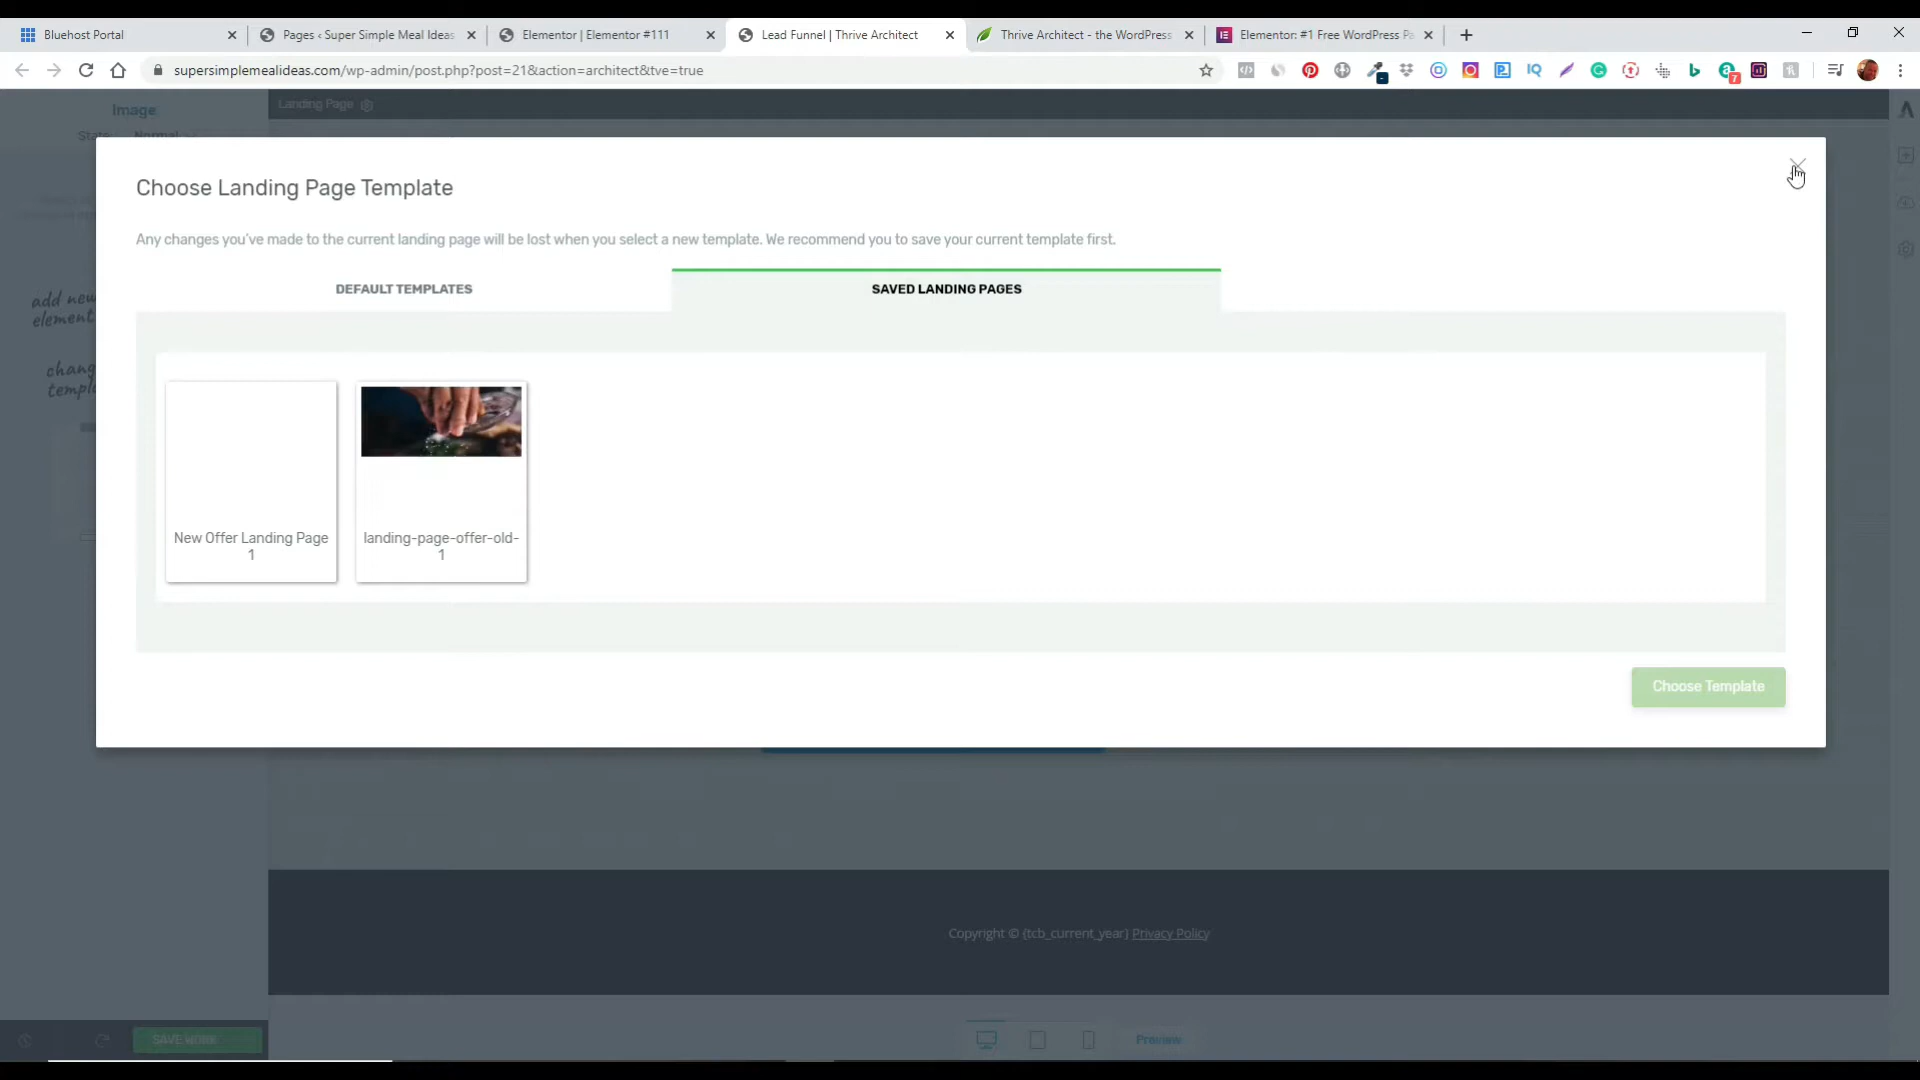 Bluehost Portal
Pages ‹ Super Simple Meal Ideas
Elementor | Elementor #111
Lead Funnel | Thrive Architect
Thrive Architect - the WordPress
Elementor: #1 Free WordPress Pa
supersimplemealideas.com/wp-admin/post.php?post=21&action=architect&tve=true
Image
Landing Page
State
Normal
Choose Landing Page Template
Any changes you've made to the current landing page will be lost when you select a new template. We recommend you to save your current template first.
DEFAULT TEMPLATES
SAVED LANDING PAGES
add new
element
New Offer Landing Page
1
landing-page-offer-old-
1
Choose Template
Copyright © {tcb_current_year} Privacy Policy
SAVE WORK
Preview